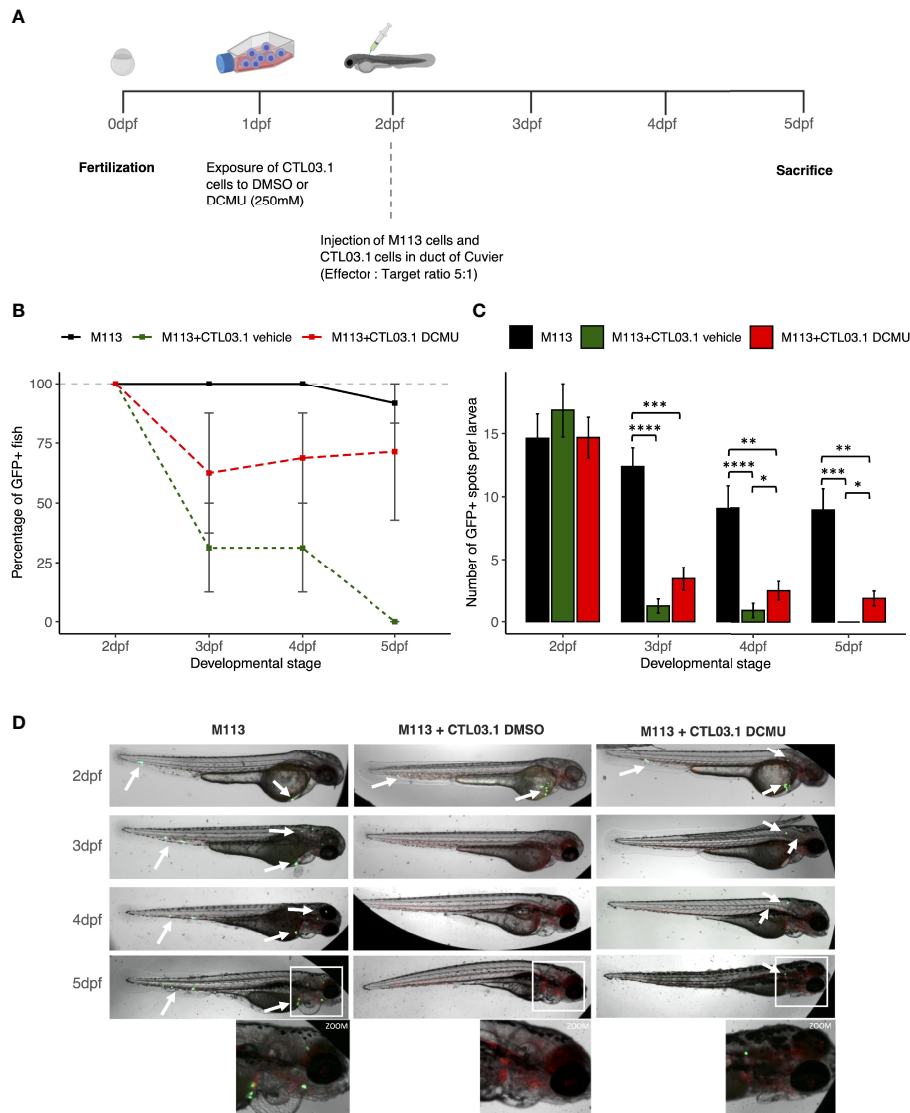 A
0dpf 1dpf 2dpf 3dpf 4dpf 5dpf
Fertilization
Exposure of CTL03.1
cells to DMSO or
DCMU (250mM)
Sacrifice
Injection of M113 cells and
CTL03.1 cells in duct of Cuvier
(Effector : Target ratio 5:1)
B
M113 M113+CTL03.1 vehicle M113+CTL03.1 DCMU
Percentage of GFP+ fish
100
75
50
25
0
2dpf 3dpf 4dpf 5dpf
Developmental stage
C
M113 M113+CTL03.1 vehicle M113+CTL03.1 DCMU
Number of GFP+ spots per larvea
15
10
5
0
***
****
**
****
*
**
***
*
2dpf 3dpf 4dpf 5dpf
Developmental stage
D
M113 M113 + CTL03.1 DMSO M113 + CTL03.1 DCMU
2dpf
3dpf
4dpf
5dpf
ZOOM ZOOM ZOOM